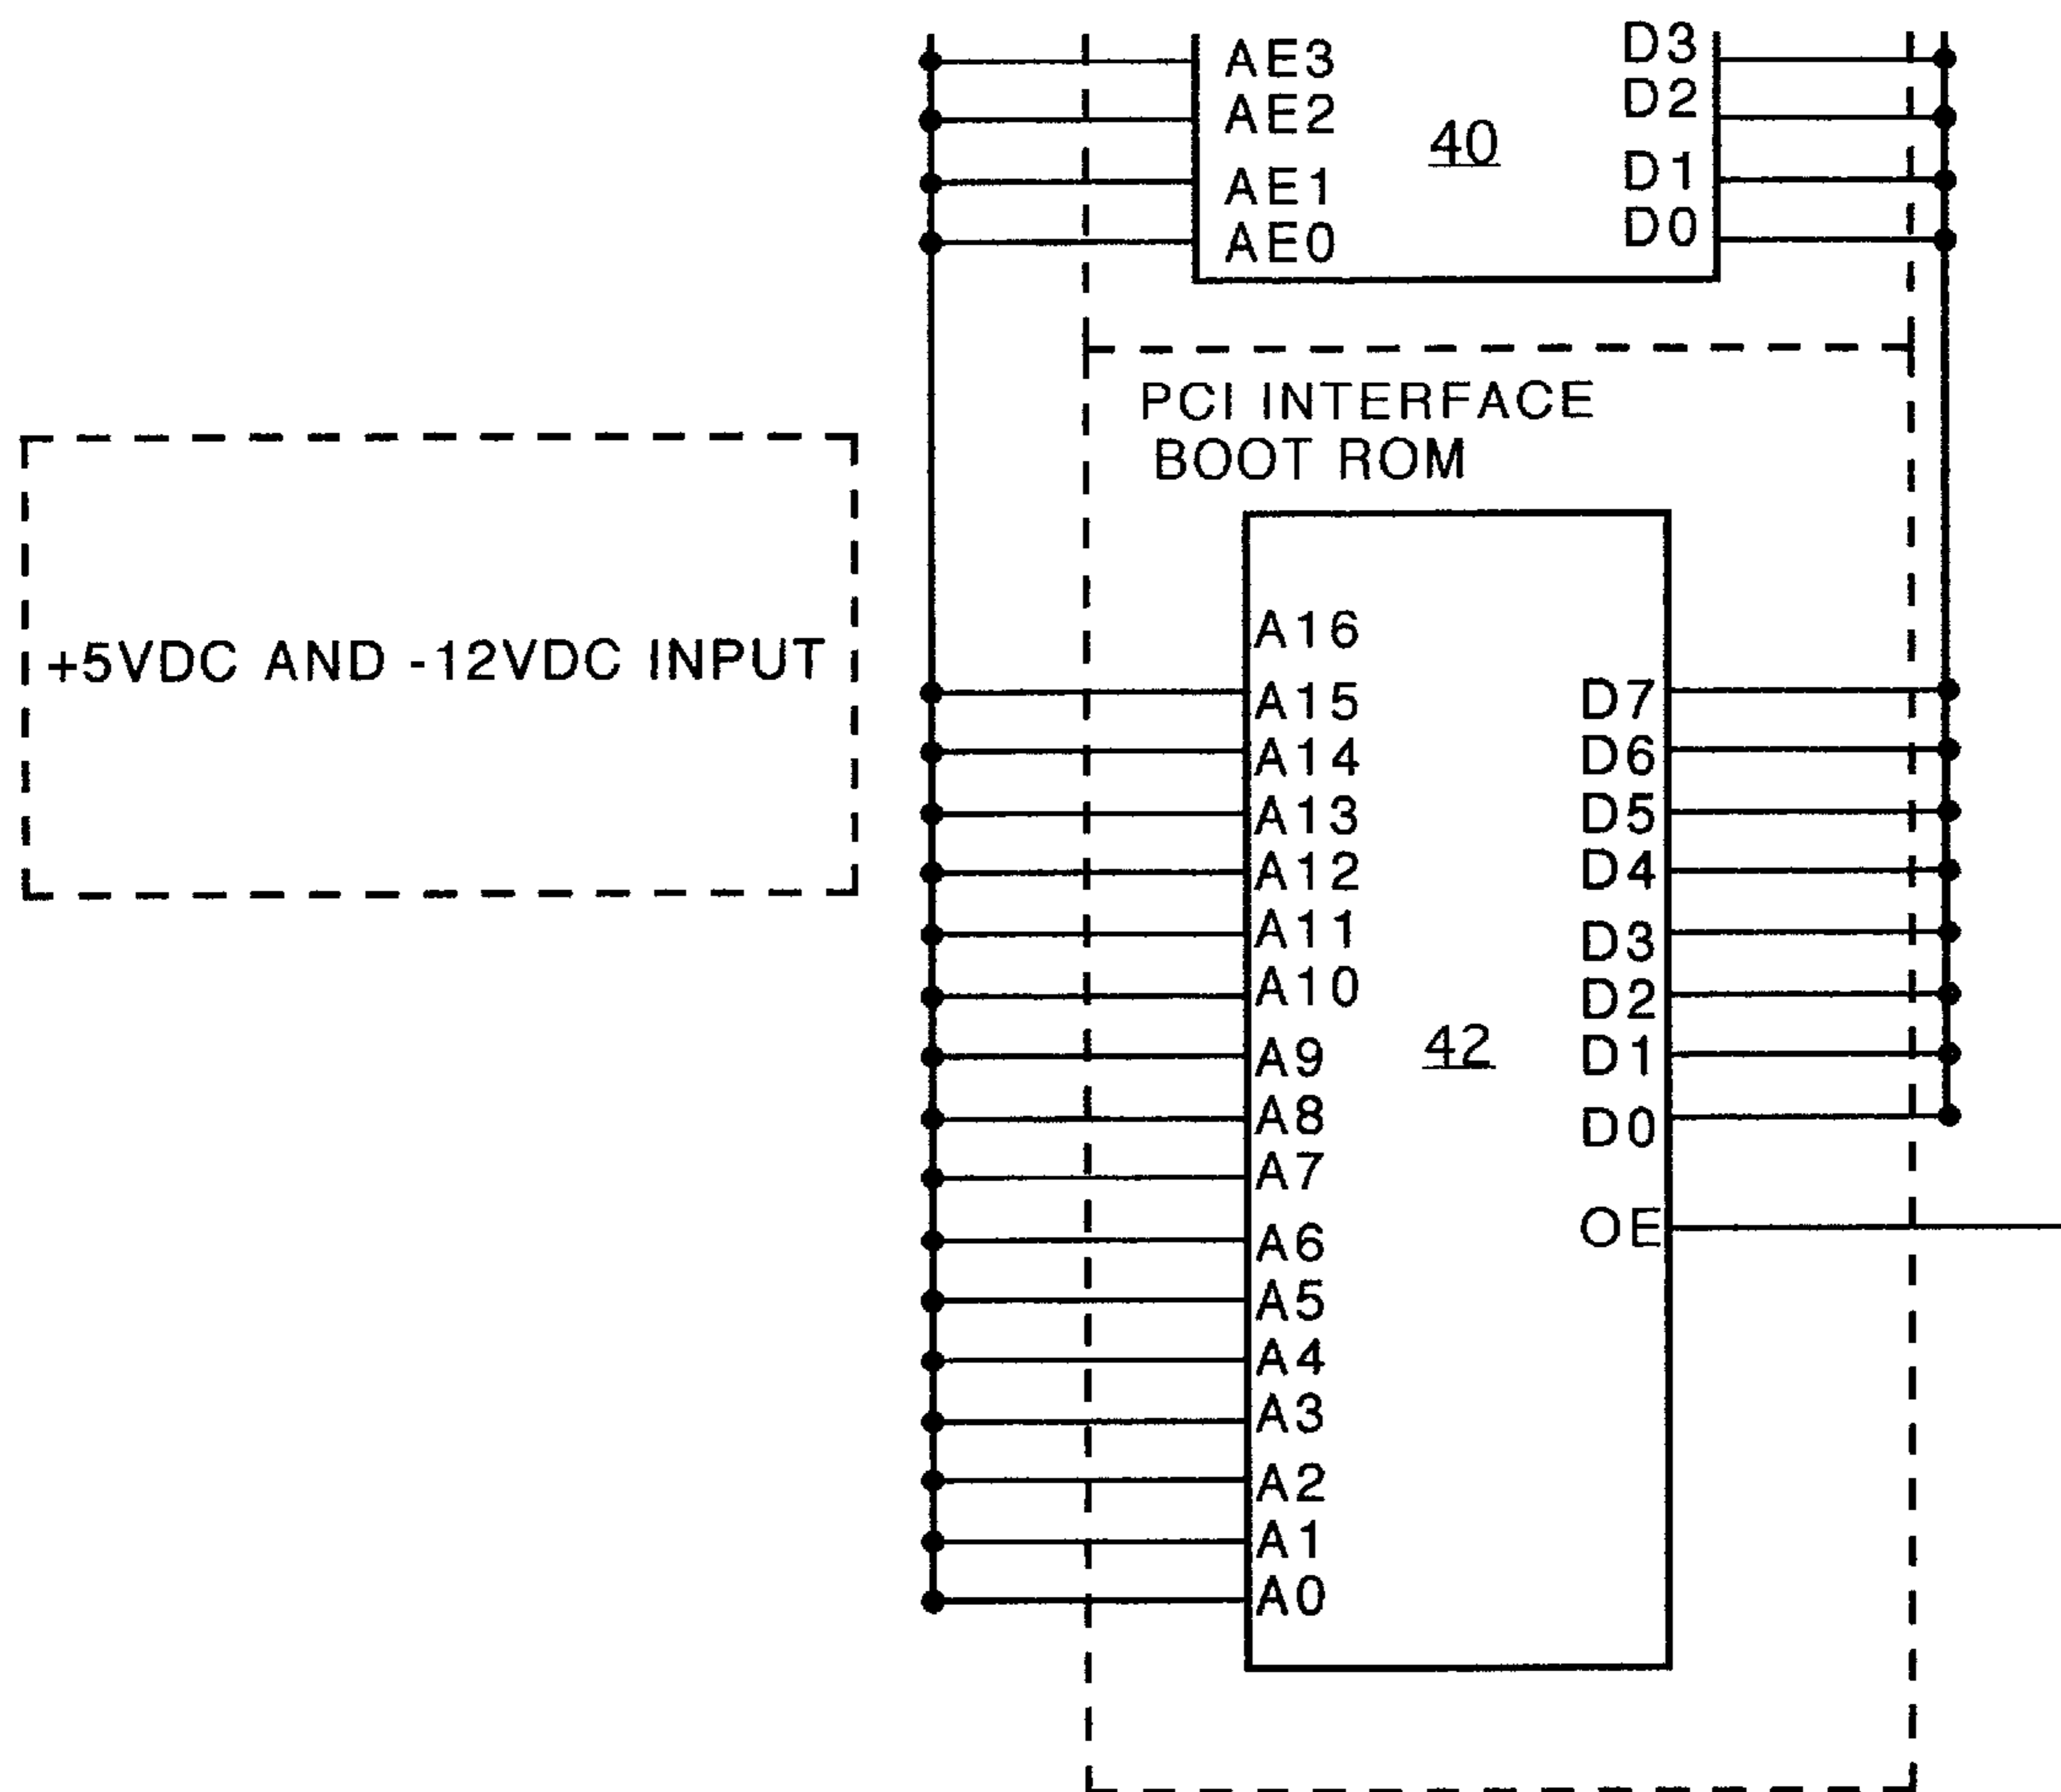 AE3
AE2
AE1
AE0
40
D3
D2
D1
D0
PCI INTERFACE
BOOT ROM
+5VDC AND -12VDC INPUT
A16
A15
A14
A13
A12
A11
A10
A9
A8
A7
A6
A5
A4
A3
A2
A1
A0
42
D7
D6
D5
D4
D3
D2
D1
D0
OE